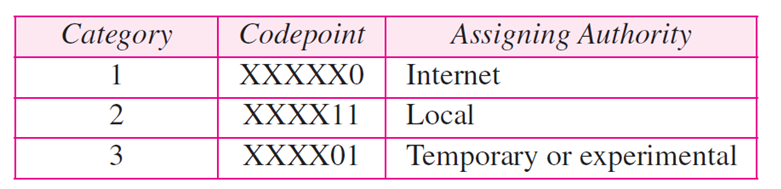 Category Codepoint Assigning Authority
1 XXXXX0 Internet
2 XXXX11 Local
3 XXXX01 Temporary or experimental